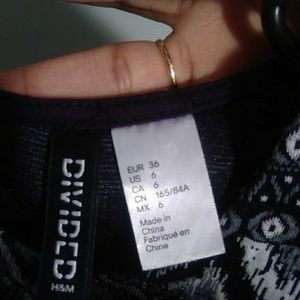 DIVIDED
H&M
EUR 36
US 6
CA 6
CN 165/84A
MX 6
Made in
China
Fabriqué en
Chine